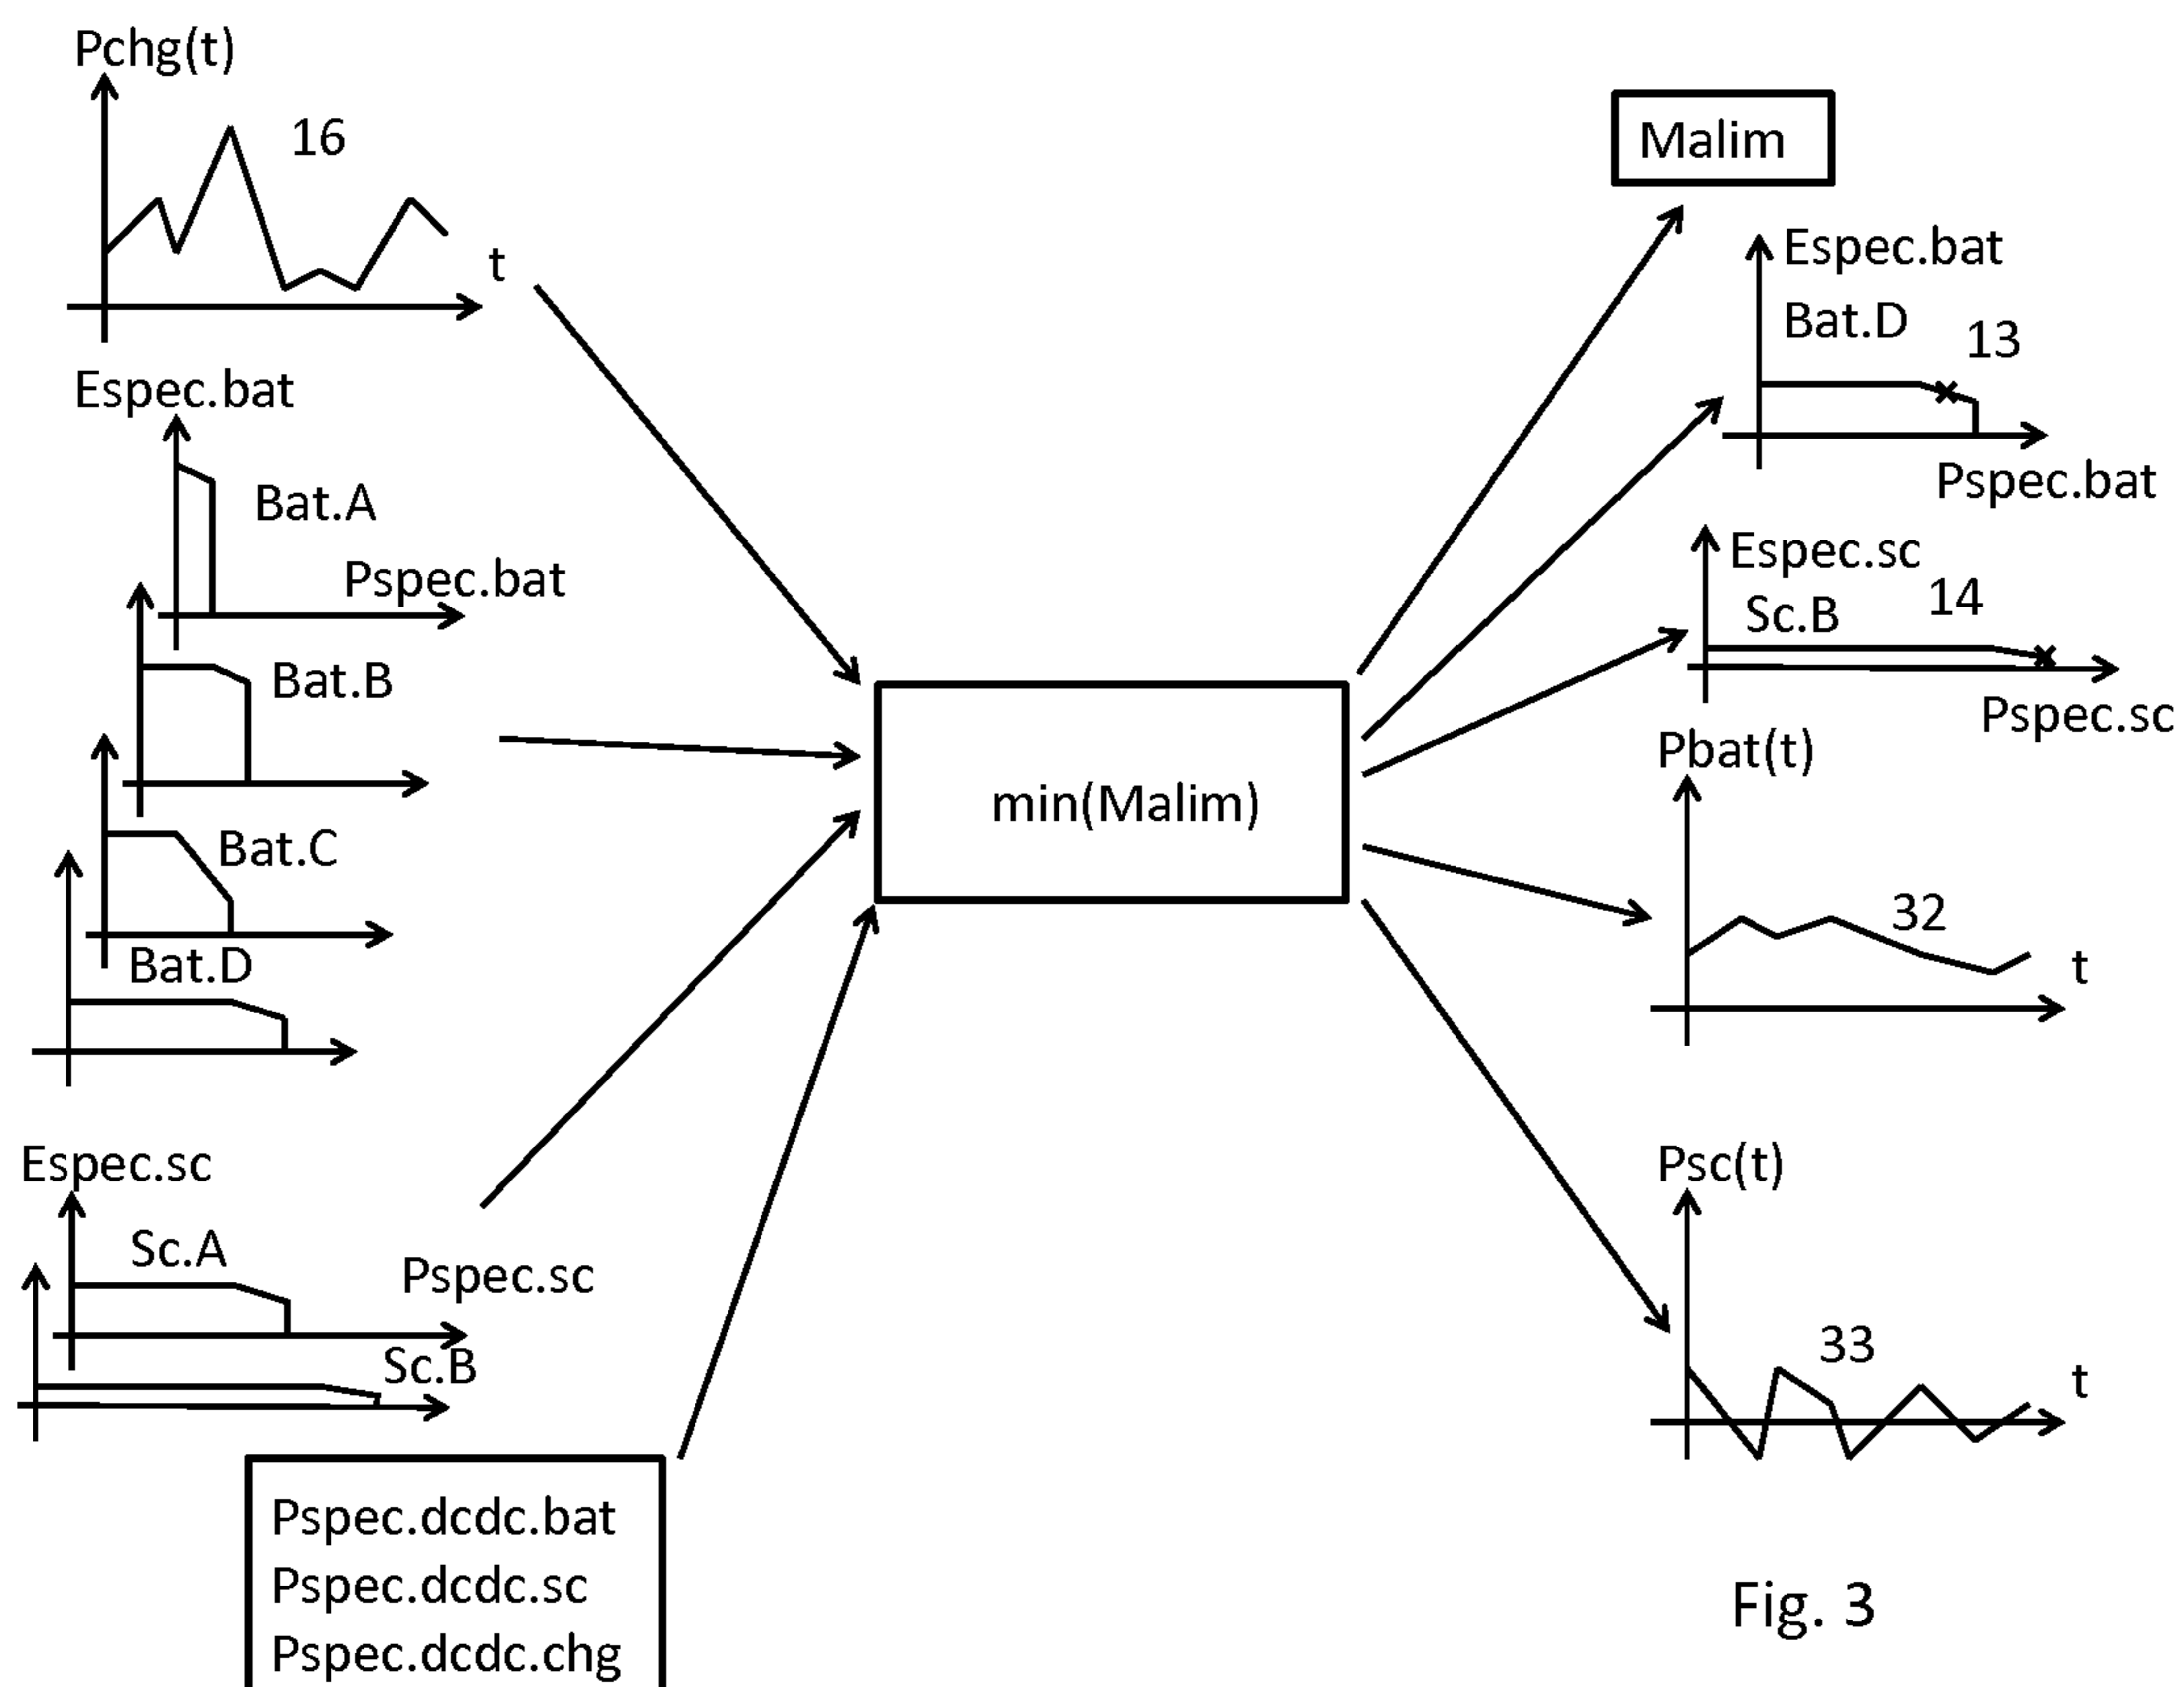 Pchg(t)
16
t
Espec.bat
Bat.A
Pspec.bat
Bat.B
Bat.C
Bat.D
Espec.sc
Sc.A
Pspec.sc
Sc.B
Pspec.dcdc.bat
Pspec.dcdc.sc
Pspec.dcdc.chg
min(Malim)
Malim
Espec.bat
Bat.D
13
Pspec.bat
Espec.sc
Sc.B
14
Pspec.sc
Pbat(t)
32
t
Psc(t)
33
t
Fig. 3